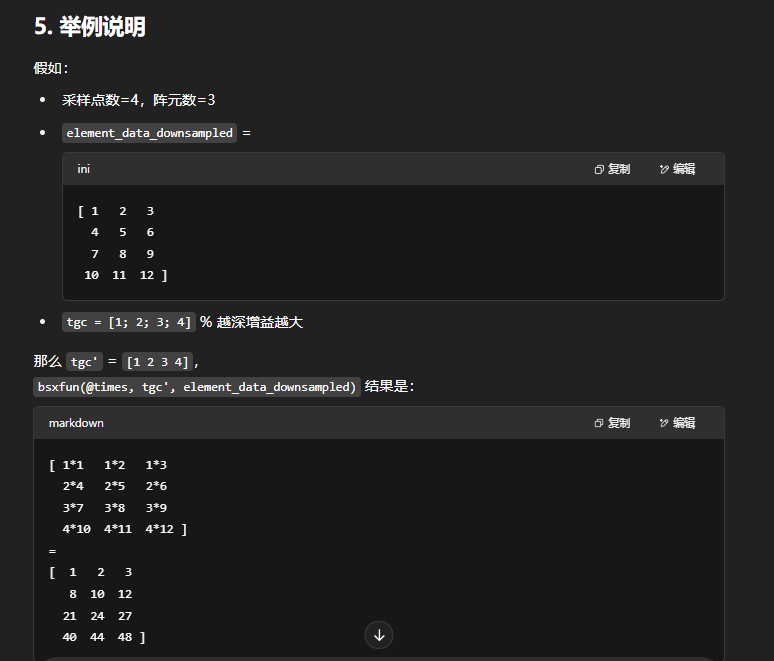 5. 举例说明
假如：
• 采样点数=4，阵元数=3
• element_data_downsampled =
ini 复制 编辑
[ 1   2   3
  4   5   6
  7   8   9
 10  11  12 ]
• tgc = [1; 2; 3; 4] % 越深增益越大
那么 tgc' = [1 2 3 4]，
bsxfun(@times, tgc', element_data_downsampled) 结果是：
markdown 复制 编辑
[ 1*1   1*2   1*3
  2*4   2*5   2*6
  3*7   3*8   3*9
  4*10  4*11  4*12 ]
=
[  1   2   3
   8  10  12
  21  24  27
  40  44  48 ]